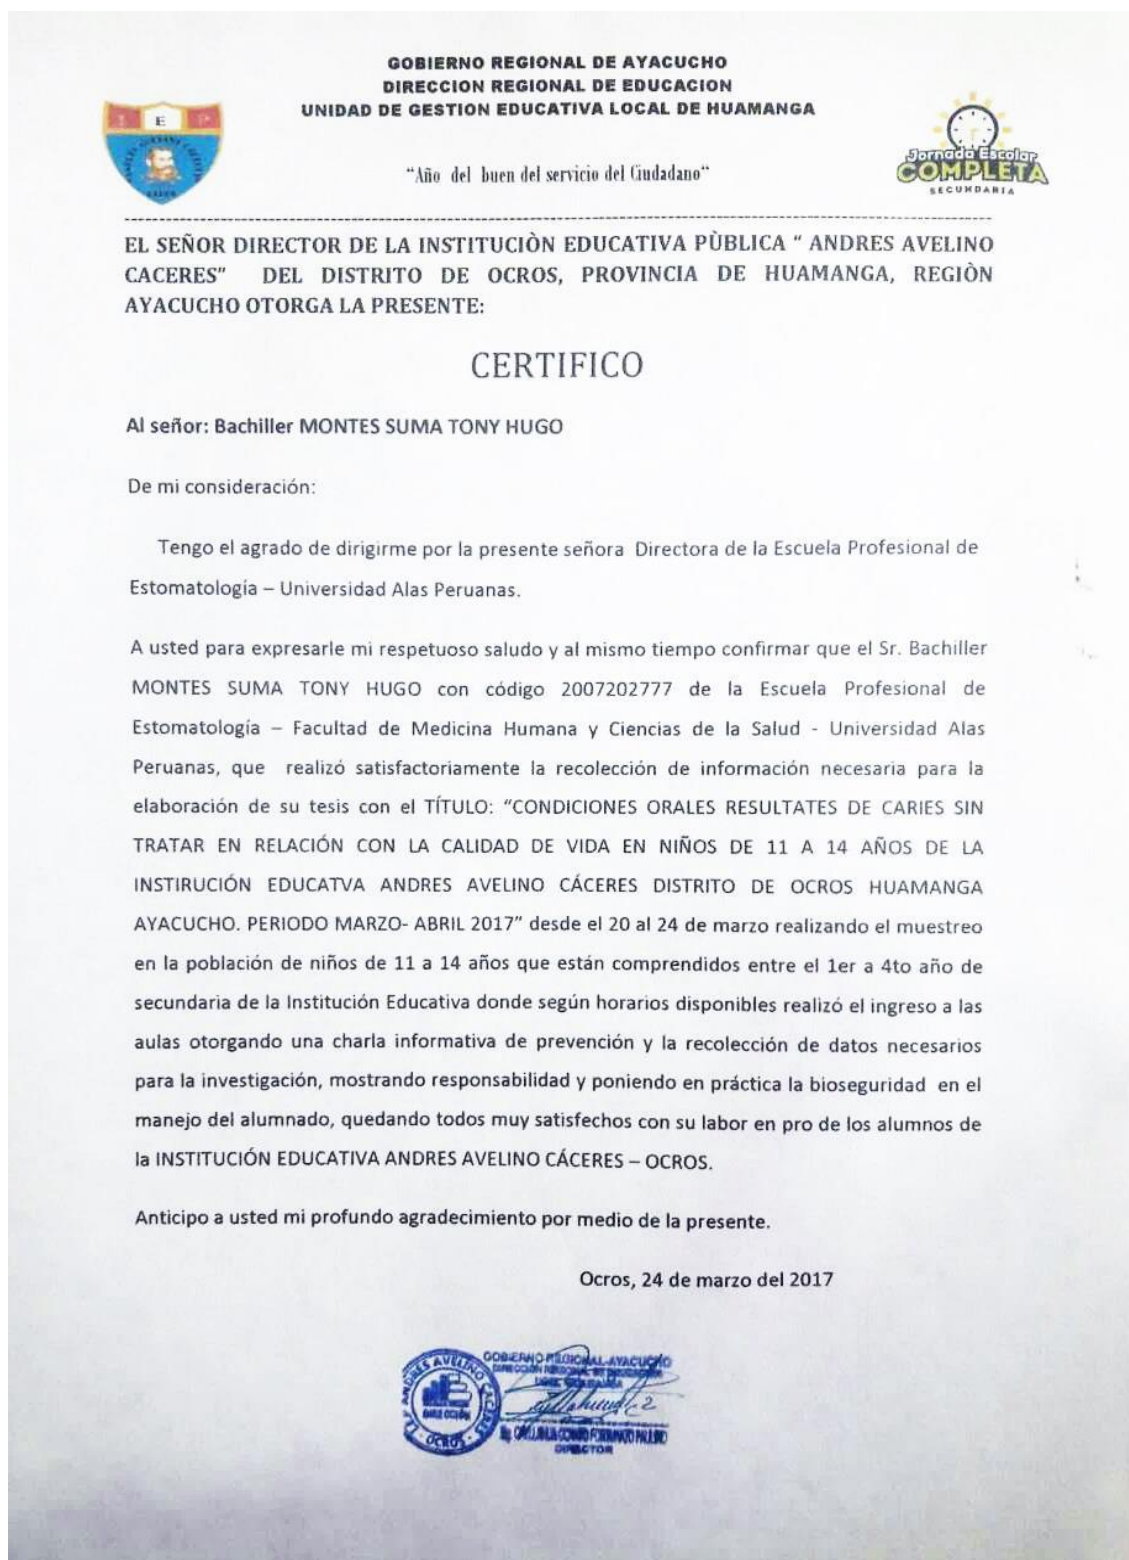 GOBIERNO REGIONAL DE AYACUCHO
DIRECCION REGIONAL DE EDUCACION
UNIDAD DE GESTION EDUCATIVA LOCAL DE HUAMANGA
I E P
Jornada Escolar
COMPLETA
SECUNDARIA
“Año del buen del servicio del Ciudadano“
EL SEÑOR DIRECTOR DE LA INSTITUCIÒN EDUCATIVA PÙBLICA “ ANDRES AVELINO
CACERES” DEL DISTRITO DE OCROS, PROVINCIA DE HUAMANGA, REGIÒN
AYACUCHO OTORGA LA PRESENTE:
CERTIFICO
Al señor: Bachiller MONTES SUMA TONY HUGO
De mi consideración:
Tengo el agrado de dirigirme por la presente señora Directora de la Escuela Profesional de
Estomatología – Universidad Alas Peruanas.
A usted para expresarle mi respetuoso saludo y al mismo tiempo confirmar que el Sr. Bachiller
MONTES SUMA TONY HUGO con código 2007202777 de la Escuela Profesional de
Estomatología – Facultad de Medicina Humana y Ciencias de la Salud - Universidad Alas
Peruanas, que realizó satisfactoriamente la recolección de información necesaria para la
elaboración de su tesis con el TÍTULO: “CONDICIONES ORALES RESULTATES DE CARIES SIN
TRATAR EN RELACIÓN CON LA CALIDAD DE VIDA EN NIÑOS DE 11 A 14 AÑOS DE LA
INSTIRUCIÓN EDUCATVA ANDRES AVELINO CÁCERES DISTRITO DE OCROS HUAMANGA
AYACUCHO. PERIODO MARZO- ABRIL 2017” desde el 20 al 24 de marzo realizando el muestreo
en la población de niños de 11 a 14 años que están comprendidos entre el 1er a 4to año de
secundaria de la Institución Educativa donde según horarios disponibles realizó el ingreso a las
aulas otorgando una charla informativa de prevención y la recolección de datos necesarios
para la investigación, mostrando responsabilidad y poniendo en práctica la bioseguridad en el
manejo del alumnado, quedando todos muy satisfechos con su labor en pro de los alumnos de
la INSTITUCIÓN EDUCATIVA ANDRES AVELINO CÁCERES – OCROS.
Anticipo a usted mi profundo agradecimiento por medio de la presente.
Ocros, 24 de marzo del 2017
GOBIERNO REGIONAL-AYACUCHO
DIRECCION REGIONAL DE EDUCACION
ANDRES AVELINO CACERES
DIRECCIÓN
OCROS
DIRECTOR